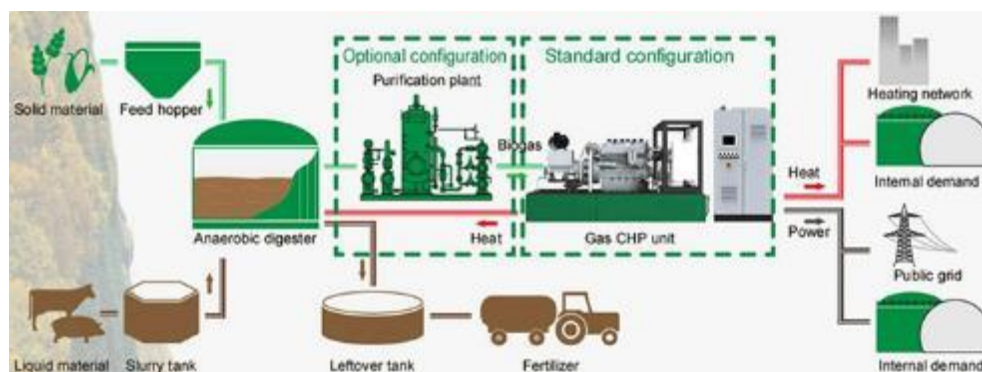 Optional configuration
Standard configuration
Purification plant
Solid material
Feed hopper
Heating network
Biogas
Heat
Internal demand
Anaerobic digester
Heat
Gas CHP unit
Power
Public grid
Liquid material
Slurry tank
Leftover tank
Fertilizer
Internal demand